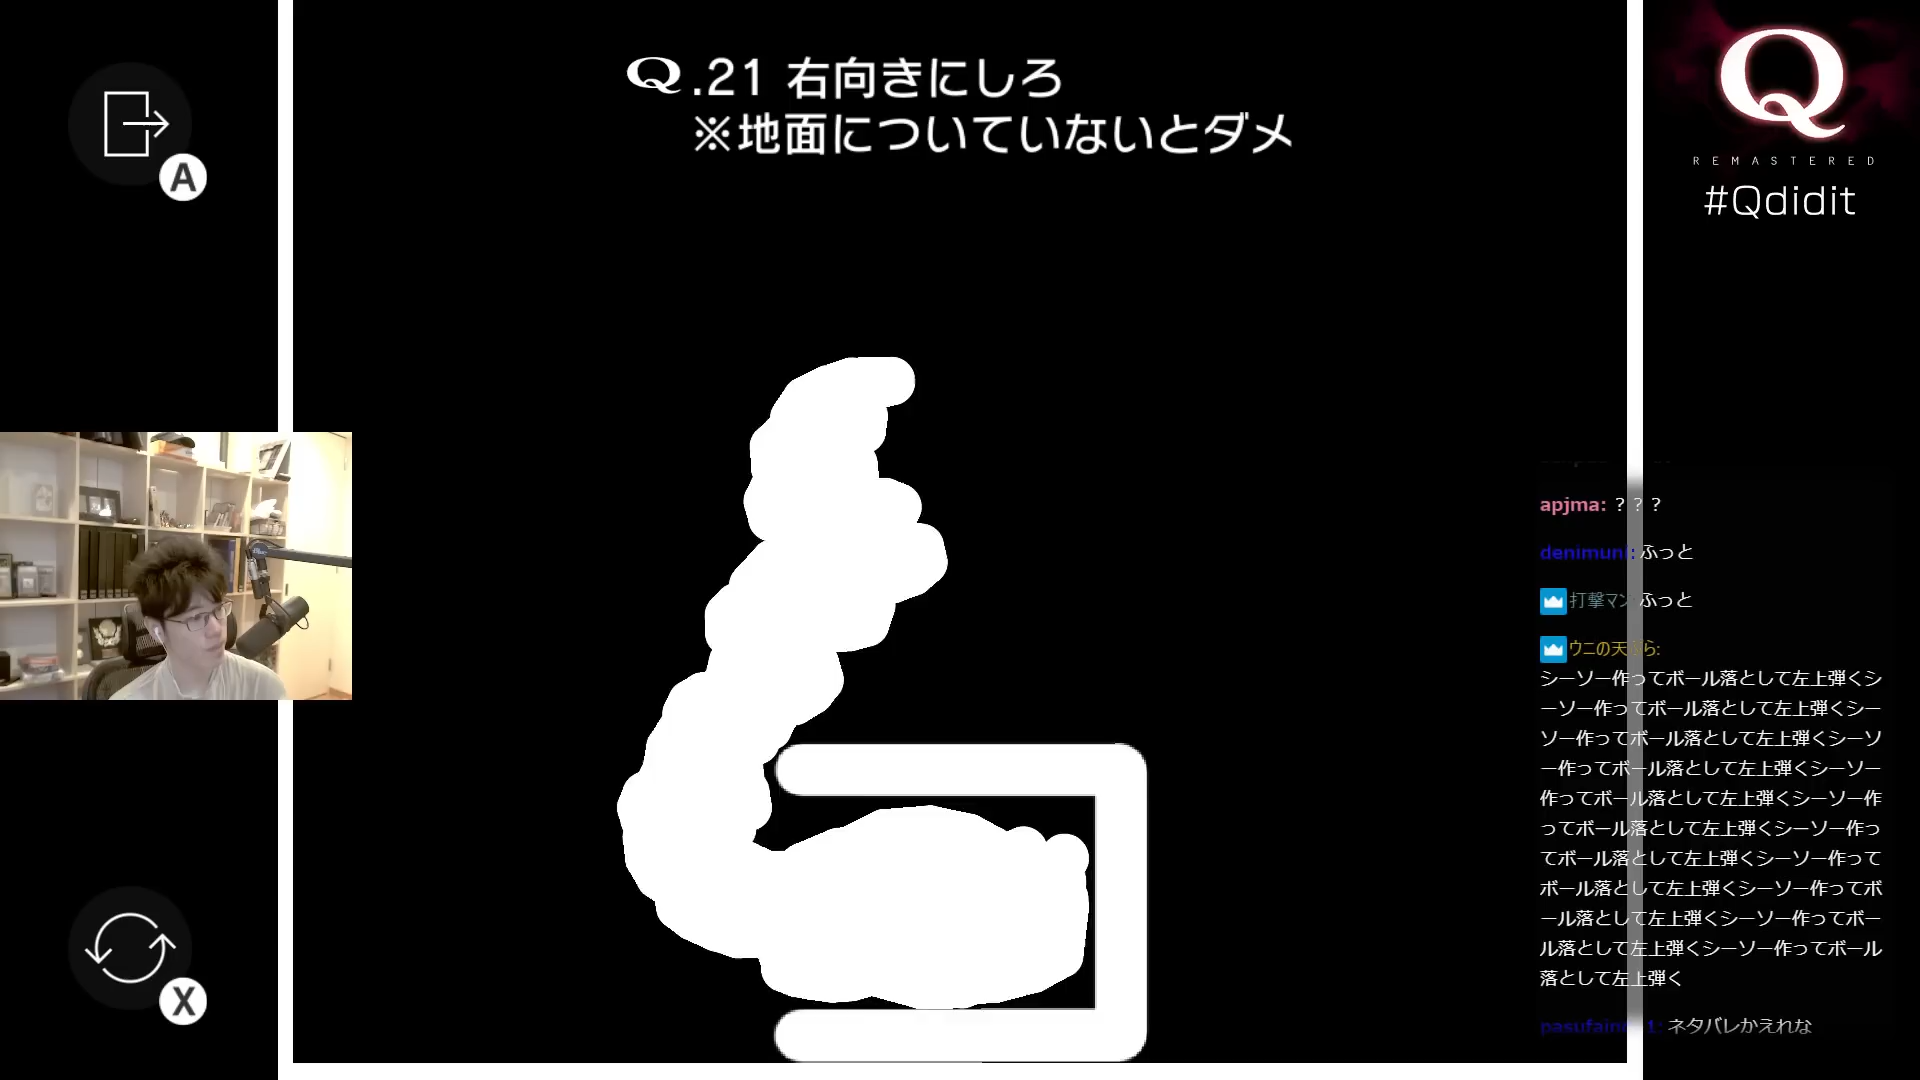 Q.21 右向きにしろ
※地面についていないとダメ
A
X
Q
REMASTERED
#Qdidit
apjma: ？？？
denimuni: ふっと
打撃マン: ふっと
ウニの天ぷら:
シーソー作ってボール落として左上弾くシ
ーソー作ってボール落として左上弾くシー
ソー作ってボール落として左上弾くシーソ
ー作ってボール落として左上弾くシーソー
作ってボール落として左上弾くシーソー作
ってボール落として左上弾くシーソー作っ
てボール落として左上弾くシーソー作って
ボール落として左上弾くシーソー作ってボ
ール落として左上弾くシーソー作ってボー
ル落として左上弾くシーソー作ってボール
落として左上弾く
ネタバレかえれな